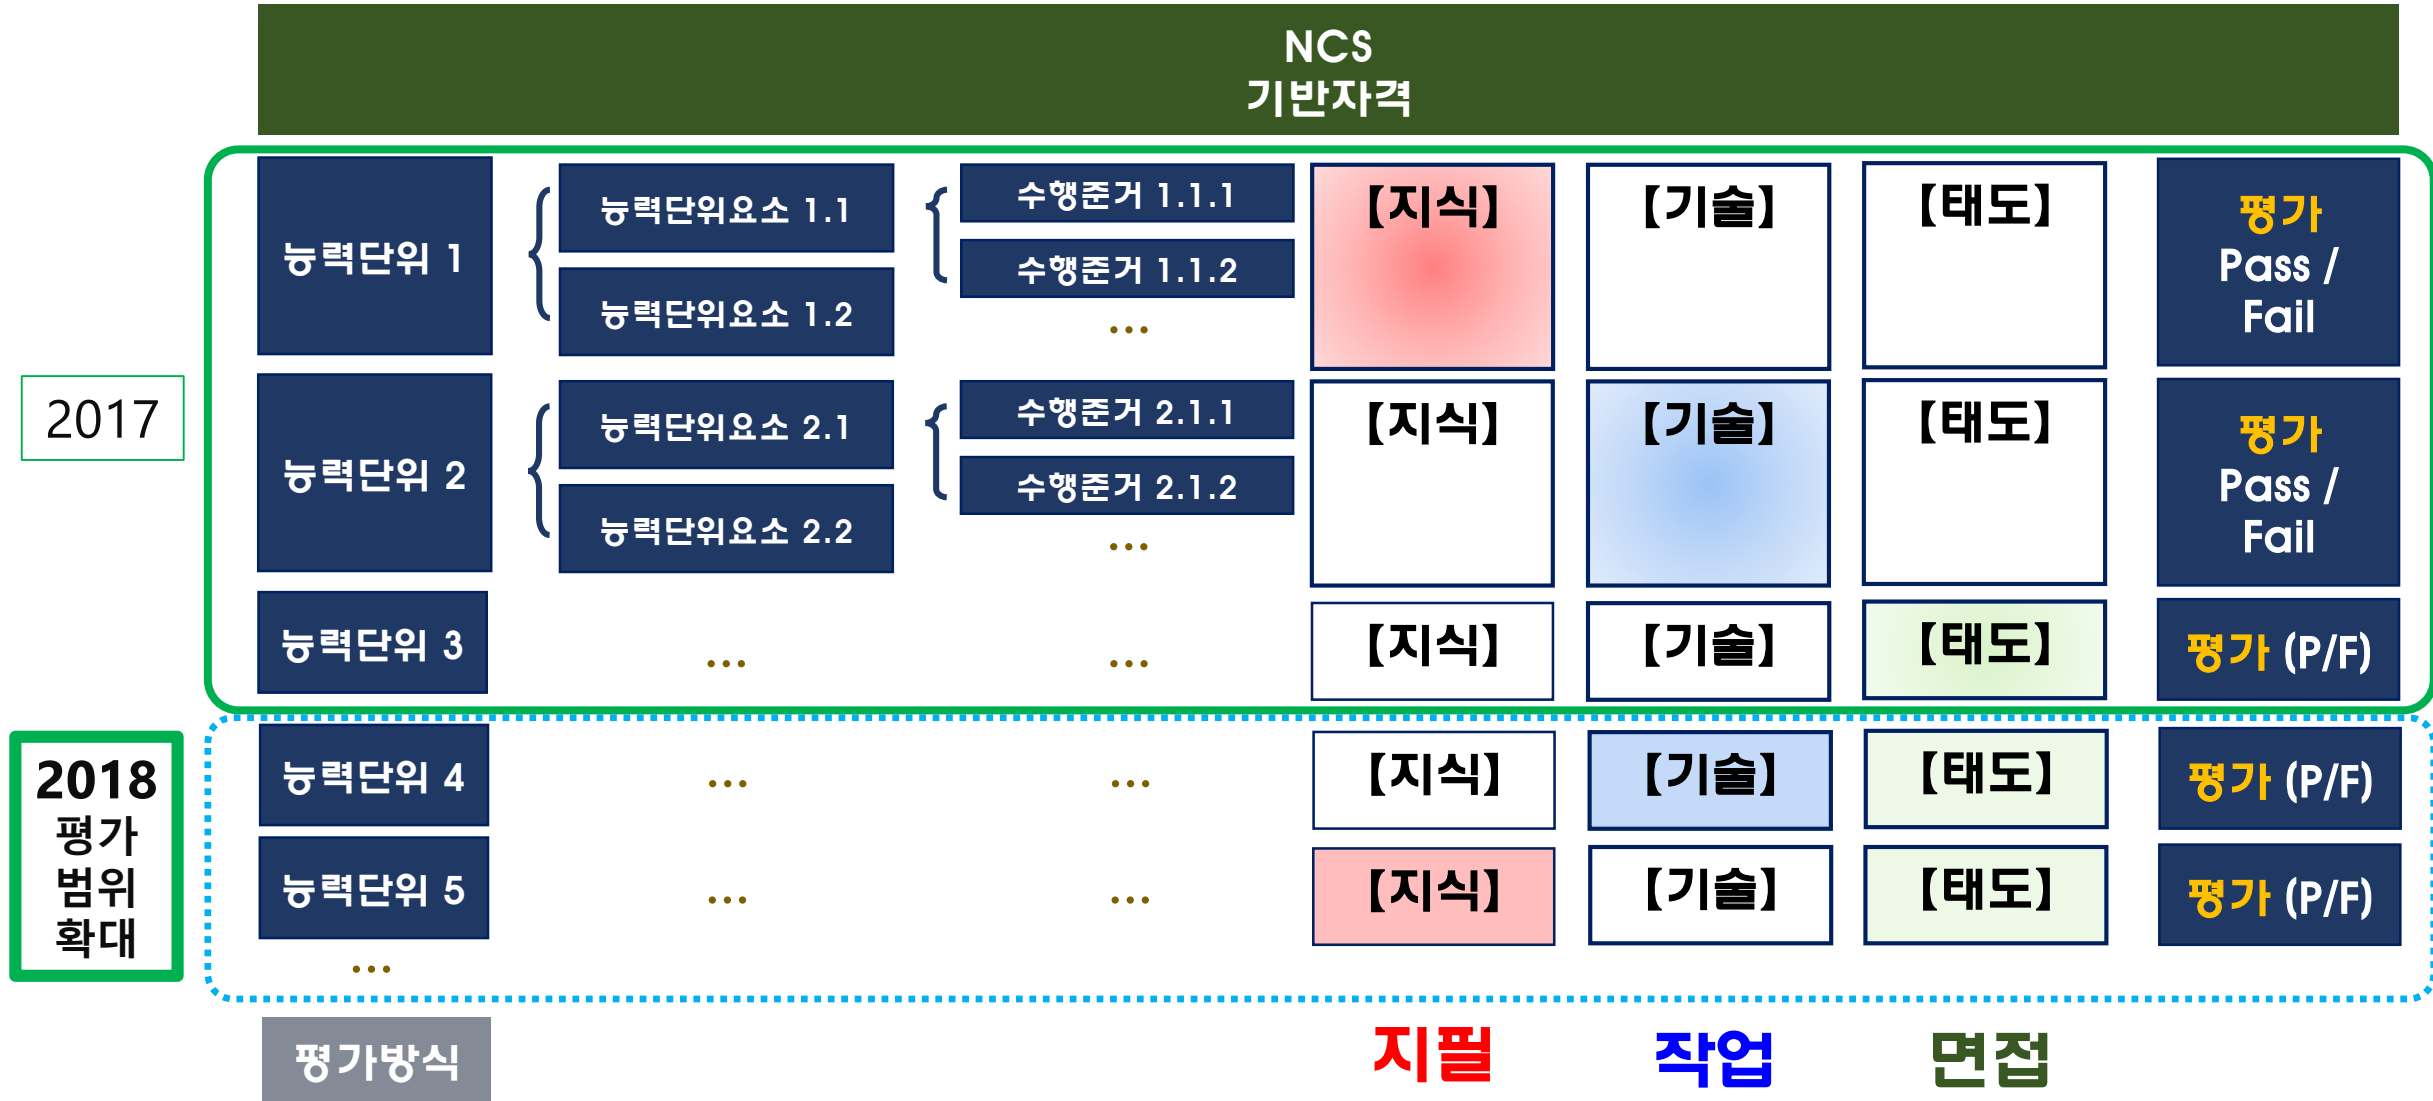 NCS
기반자격
2017
능력단위 1
능력단위요소 1.1
능력단위요소 1.2
수행준거 1.1.1
수행준거 1.1.2
...
【지식】
【기술】
【태도】
평가
Pass /
Fail
능력단위 2
능력단위요소 2.1
능력단위요소 2.2
수행준거 2.1.1
수행준거 2.1.2
...
【지식】
【기술】
【태도】
평가
Pass /
Fail
능력단위 3
...
...
【지식】
【기술】
【태도】
평가 (P/F)
2018
평가
범위
확대
능력단위 4
...
...
【지식】
【기술】
【태도】
평가 (P/F)
능력단위 5
...
...
【지식】
【기술】
【태도】
평가 (P/F)
...
평가방식
지필
작업
면접